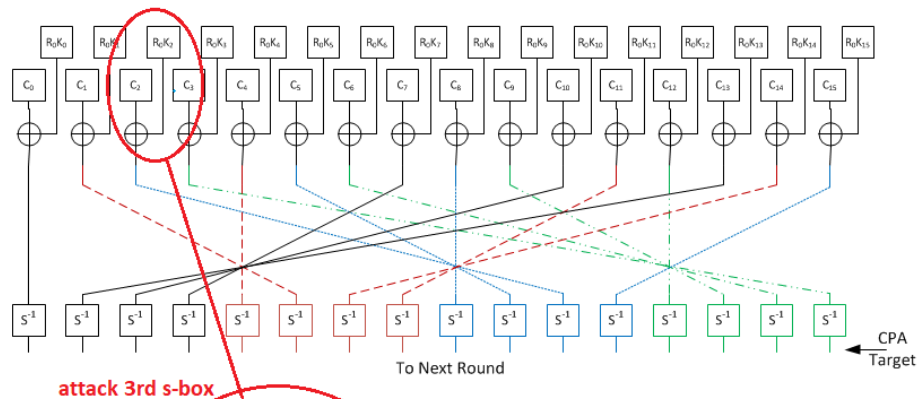 R₀K₀ R₀K₁ R₀K₂ R₀K₃ R₀K₄ R₀K₅ R₀K₆ R₀K₇ R₀K₈ R₀K₉ R₀K₁₀ R₀K₁₁ R₀K₁₂ R₀K₁₃ R₀K₁₄ R₀K₁₅
C₀ C₁ C₂ C₃ C₄ C₅ C₆ C₇ C₈ C₉ C₁₀ C₁₁ C₁₂ C₁₃ C₁₄ C₁₅
S⁻¹ S⁻¹ S⁻¹ S⁻¹ S⁻¹ S⁻¹ S⁻¹ S⁻¹ S⁻¹ S⁻¹ S⁻¹ S⁻¹ S⁻¹ S⁻¹ S⁻¹ S⁻¹
CPA
Target
To Next Round
attack 3rd s-box